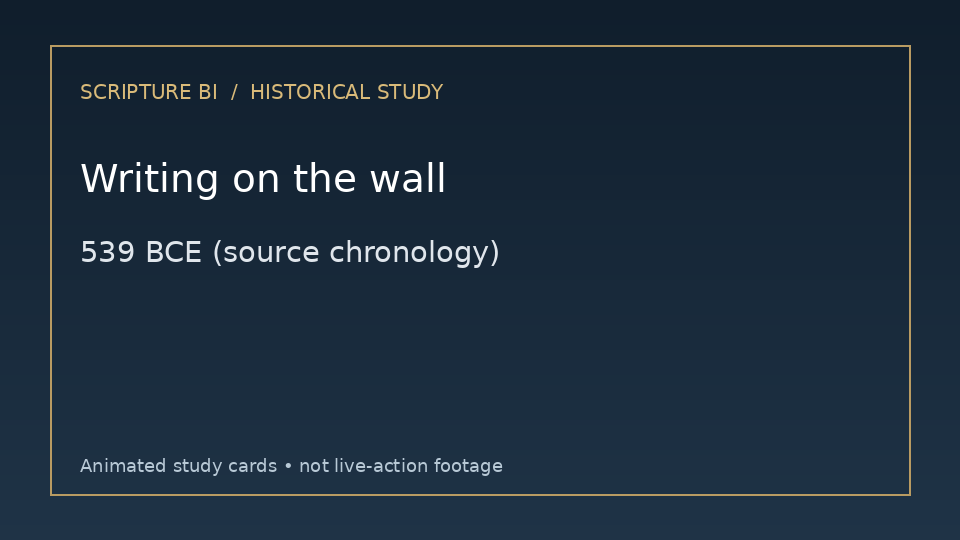 SCRIPTURE BI / HISTORICAL STUDY
Writing on the wall
539 BCE (source chronology)
Animated study cards • not live-action footage